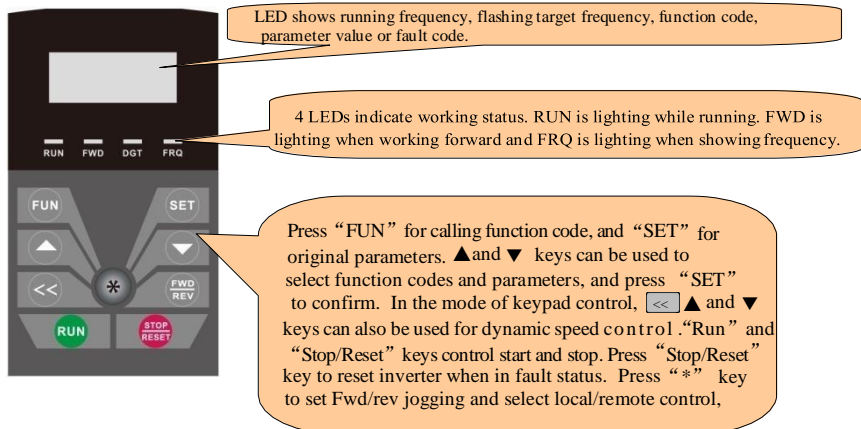 LED shows running frequency, flashing target frequency, function code,
parameter value or fault code.
4 LEDs indicate working status. RUN is lighting while running. FWD is
lighting when working forward and FRQ is lighting when showing frequency.
RUN FWD DGT FRQ
FUN SET
<< * FWD
REV
RUN STOP
RESET
Press “FUN” for calling function code, and “SET” for
original parameters. ▲and ▼ keys can be used to
select function codes and parameters, and press “SET”
to confirm. In the mode of keypad control, << ▲ and ▼
keys can also be used for dynamic speed control .“Run” and
“Stop/Reset” keys control start and stop. Press “Stop/Reset”
key to reset inverter when in fault status. Press “*” key
to set Fwd/rev jogging and select local/remote control,